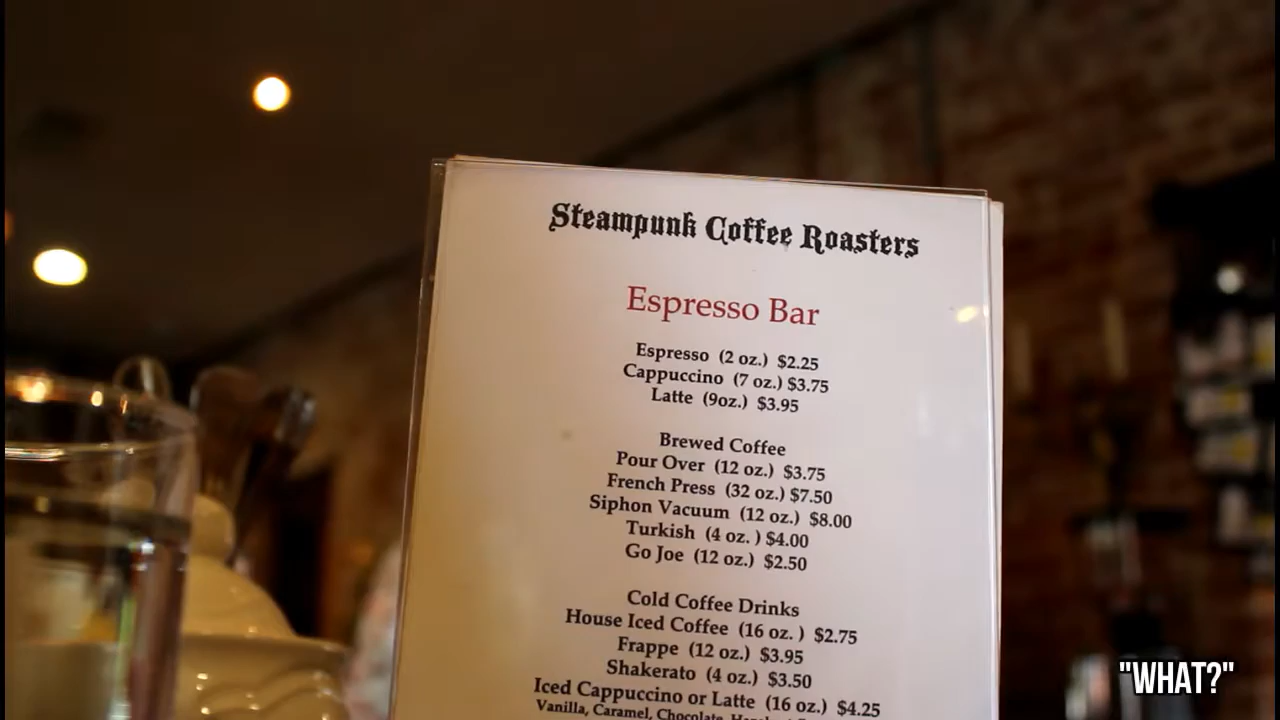 Steampunk Coffee Roasters
Espresso Bar
Espresso (2 oz.) $2.25
Cappuccino (7 oz.) $3.75
Latte (9oz.) $3.95
Brewed Coffee
Pour Over (12 oz.) $3.75
French Press (32 oz.) $7.50
Siphon Vacuum (12 oz.) $8.00
Turkish (4 oz. ) $4.00
Go Joe (12 oz.) $2.50
Cold Coffee Drinks
House Iced Coffee (16 oz. ) $2.75
Frappe (12 oz.) $3.95
Shakerato (4 oz.) $3.50
Iced Cappuccino or Latte (16 oz.) $4.25
Vanilla, Caramel, Chocolate,
"WHAT?"